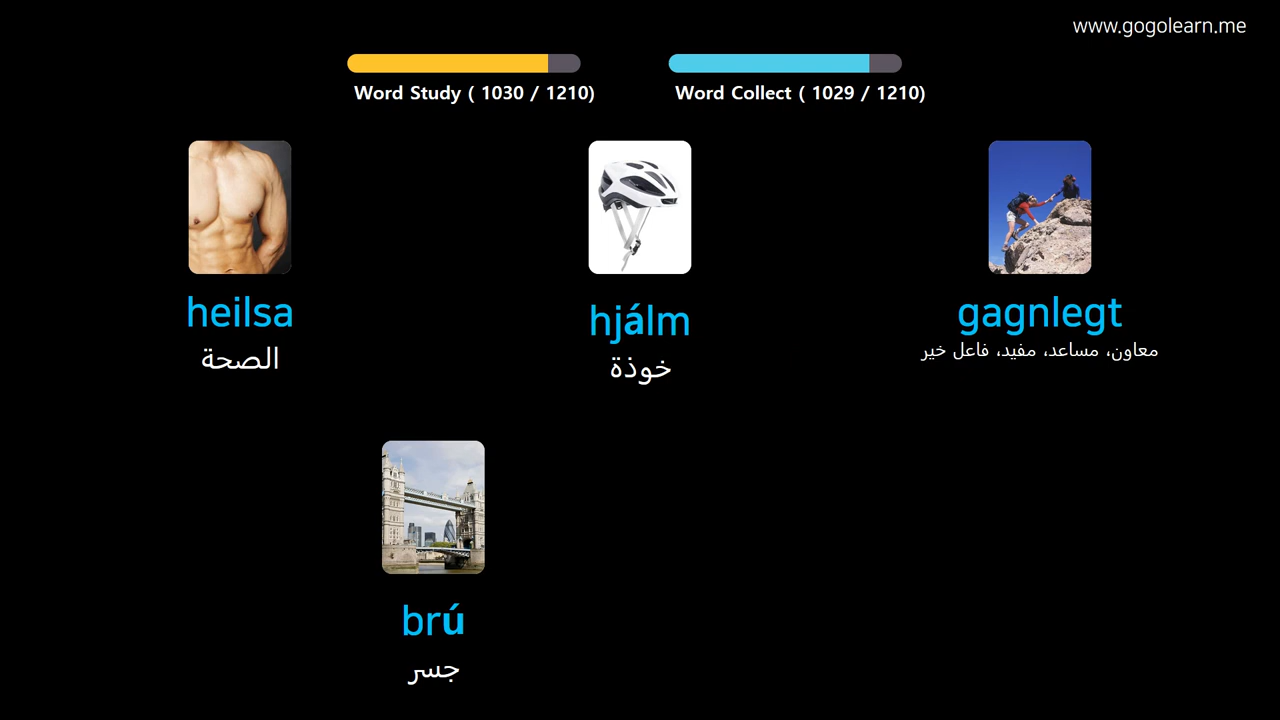 www.gogolearn.me
Word Study ( 1030 / 1210)
Word Collect ( 1029 / 1210)
heilsa
الصحة
hjálm
خوذة
gagnlegt
معاون، مساعد، مفيد، فاعل خير
brú
جسر